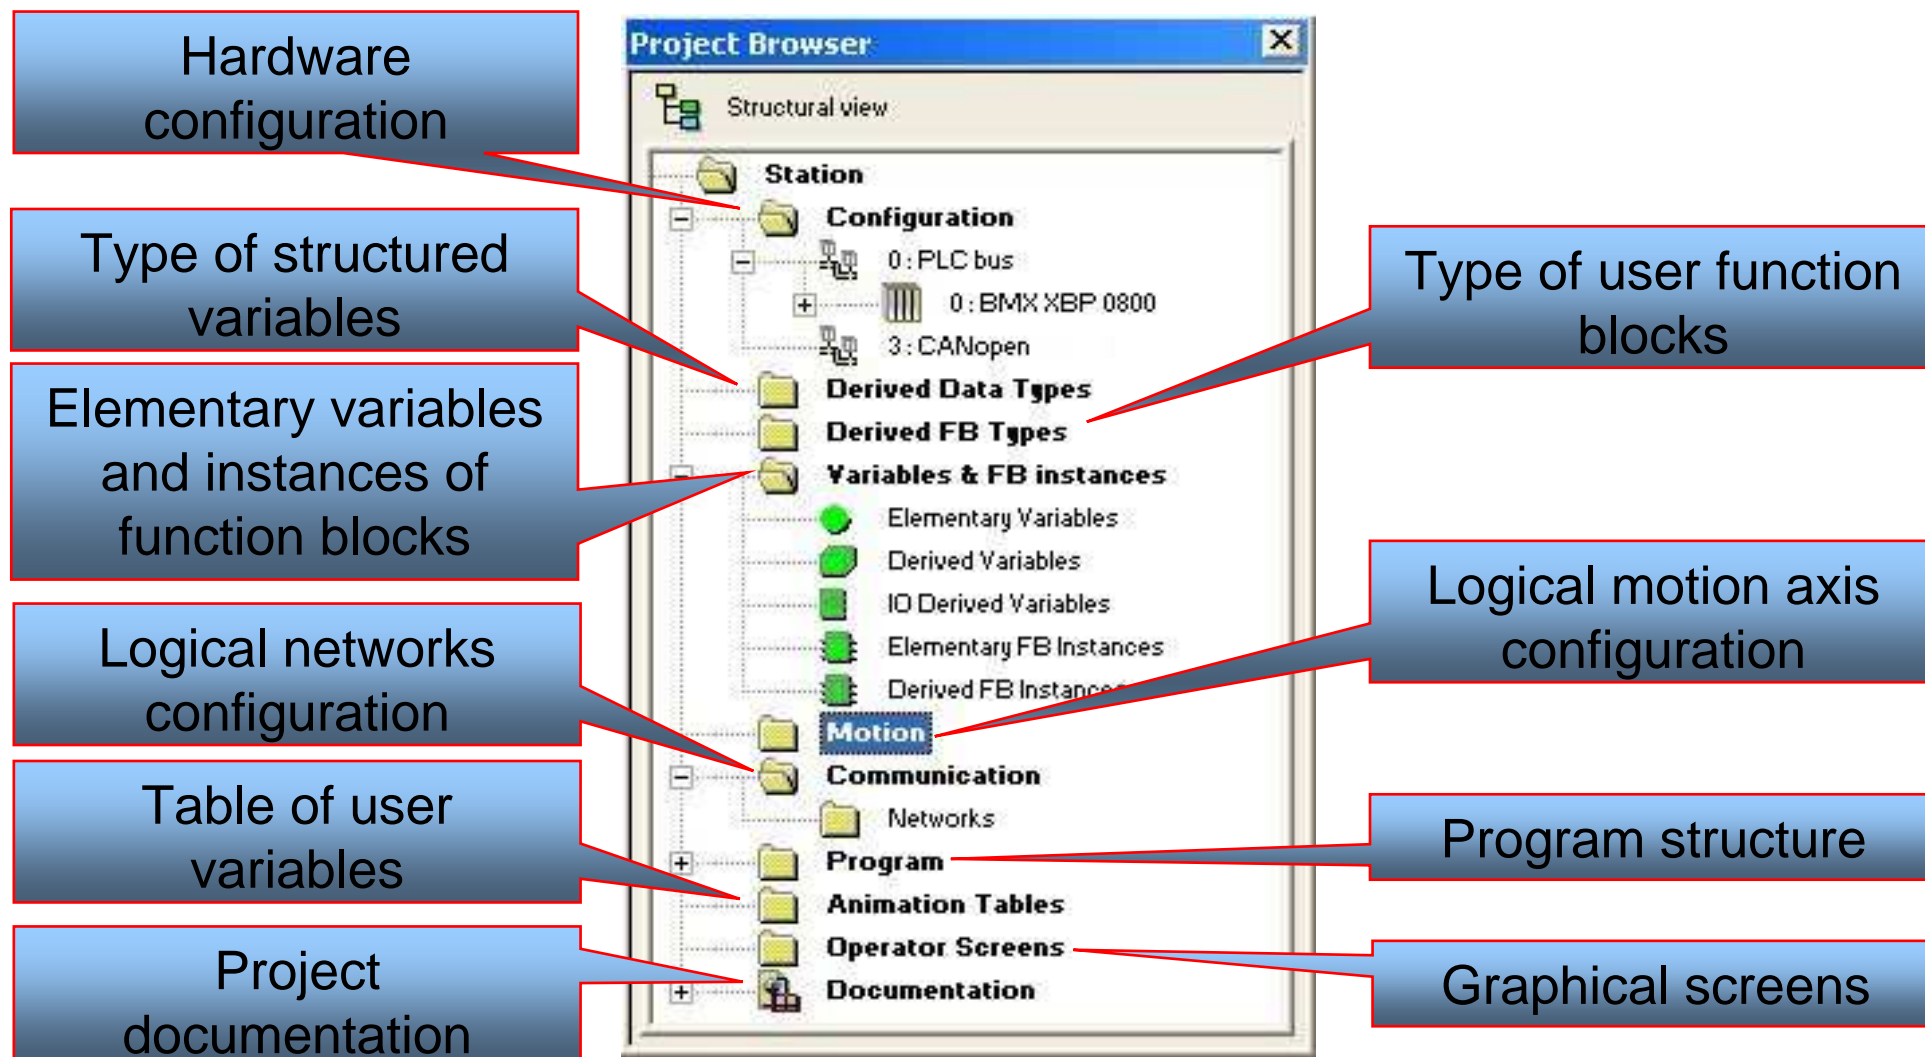 Hardware
configuration
Type of structured
variables
Elementary variables
and instances of
function blocks
Logical networks
configuration
Table of user
variables
Project
documentation
Project Browser
Structural view
Station
Configuration
0 : PLC bus
0 : BMX XBP 0800
3 : CANopen
Derived Data Types
Derived FB Types
Variables & FB instances
Elementary Variables
Derived Variables
IO Derived Variables
Elementary FB Instances
Derived FB Instances
Motion
Communication
Networks
Program
Animation Tables
Operator Screens
Documentation
Type of user function
blocks
Logical motion axis
configuration
Program structure
Graphical screens